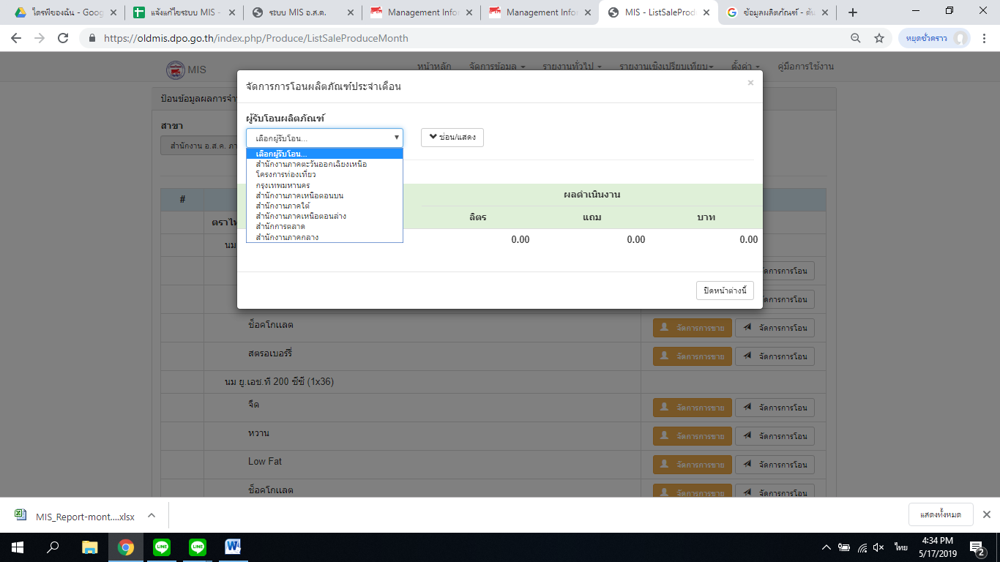 ไดรฟ์ของฉัน - Goog
แจ้งแก้ไขระบบ MIS -
ระบบ MIS อ.ส.ค.
Management Infor
Management Infor
MIS - ListSaleProd
ข้อมูลผลิตภัณฑ์ - ค้น
https://oldmis.dpo.go.th/index.php/Produce/ListSaleProduceMonth
หยุดชั่วคราว
MIS
หน้าหลัก
จัดการข้อมูล
รายงานทั่วไป
รายงานเชิงเปรียบเทียบ
ตั้งค่า
คู่มือการใช้งาน
ป้อนข้อมูลผลการจำ
จัดการการโอนผลิตภัณฑ์ประจำเดือน
×
สาขา
ผู้รับโอนผลิตภัณฑ์
สำนักงาน อ.ส.ค. ภา
เลือกผู้รับโอน...
ซ่อน/แสดง
เลือกผู้รับโอน...
สำนักงานภาคตะวันออกเฉียงเหนือ
โครงการท่องเที่ยว
กรุงเทพมหานคร
สำนักงานภาคเหนือตอนบน
สำนักงานภาคใต้
สำนักงานภาคเหนือตอนล่าง
สำนักการตลาด
สำนักงานภาคกลาง
#
ผลดำเนินงาน
ลิตร
แถม
บาท
0.00
0.00
0.00
ตราไท
นม
จัดการการโอน
ปิดหน้าต่างนี้
จัดการการโอน
ช็อคโกแลต
จัดการการขาย
จัดการการโอน
สตรอเบอร์รี่
จัดการการขาย
จัดการการโอน
นม ยู.เอช.ที 200 ซีซี (1x36)
จืด
จัดการการขาย
จัดการการโอน
หวาน
จัดการการขาย
จัดการการโอน
Low Fat
จัดการการขาย
จัดการการโอน
ช็อคโกแลต
จัดการการขาย
จัดการการโอน
MIS_Report-mont....xlsx
แสดงทั้งหมด
ไทย
4:34 PM
5/17/2019
2